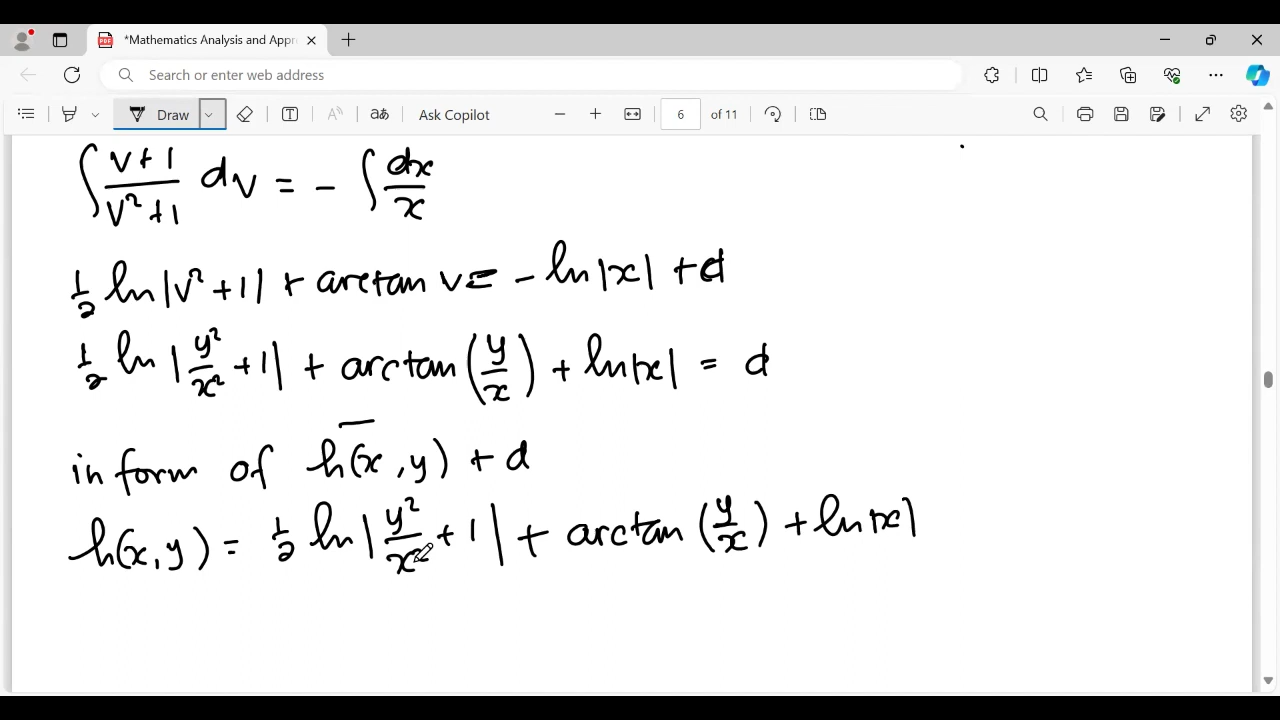 *Mathematics Analysis and Appr
Search or enter web address
Draw
aあ
Ask Copilot
6 of 11
∫ (v+1)/(v²+1) dv = - ∫ dx/x
1/2 ln|v²+1| + arctan v = - ln|x| + d
1/2 ln|y²/x² + 1| + arctan(y/x) + ln|x| = d
in form of h(x,y) + d
h(x,y) = 1/2 ln|y²/x² + 1| + arctan(y/x) + ln|x|